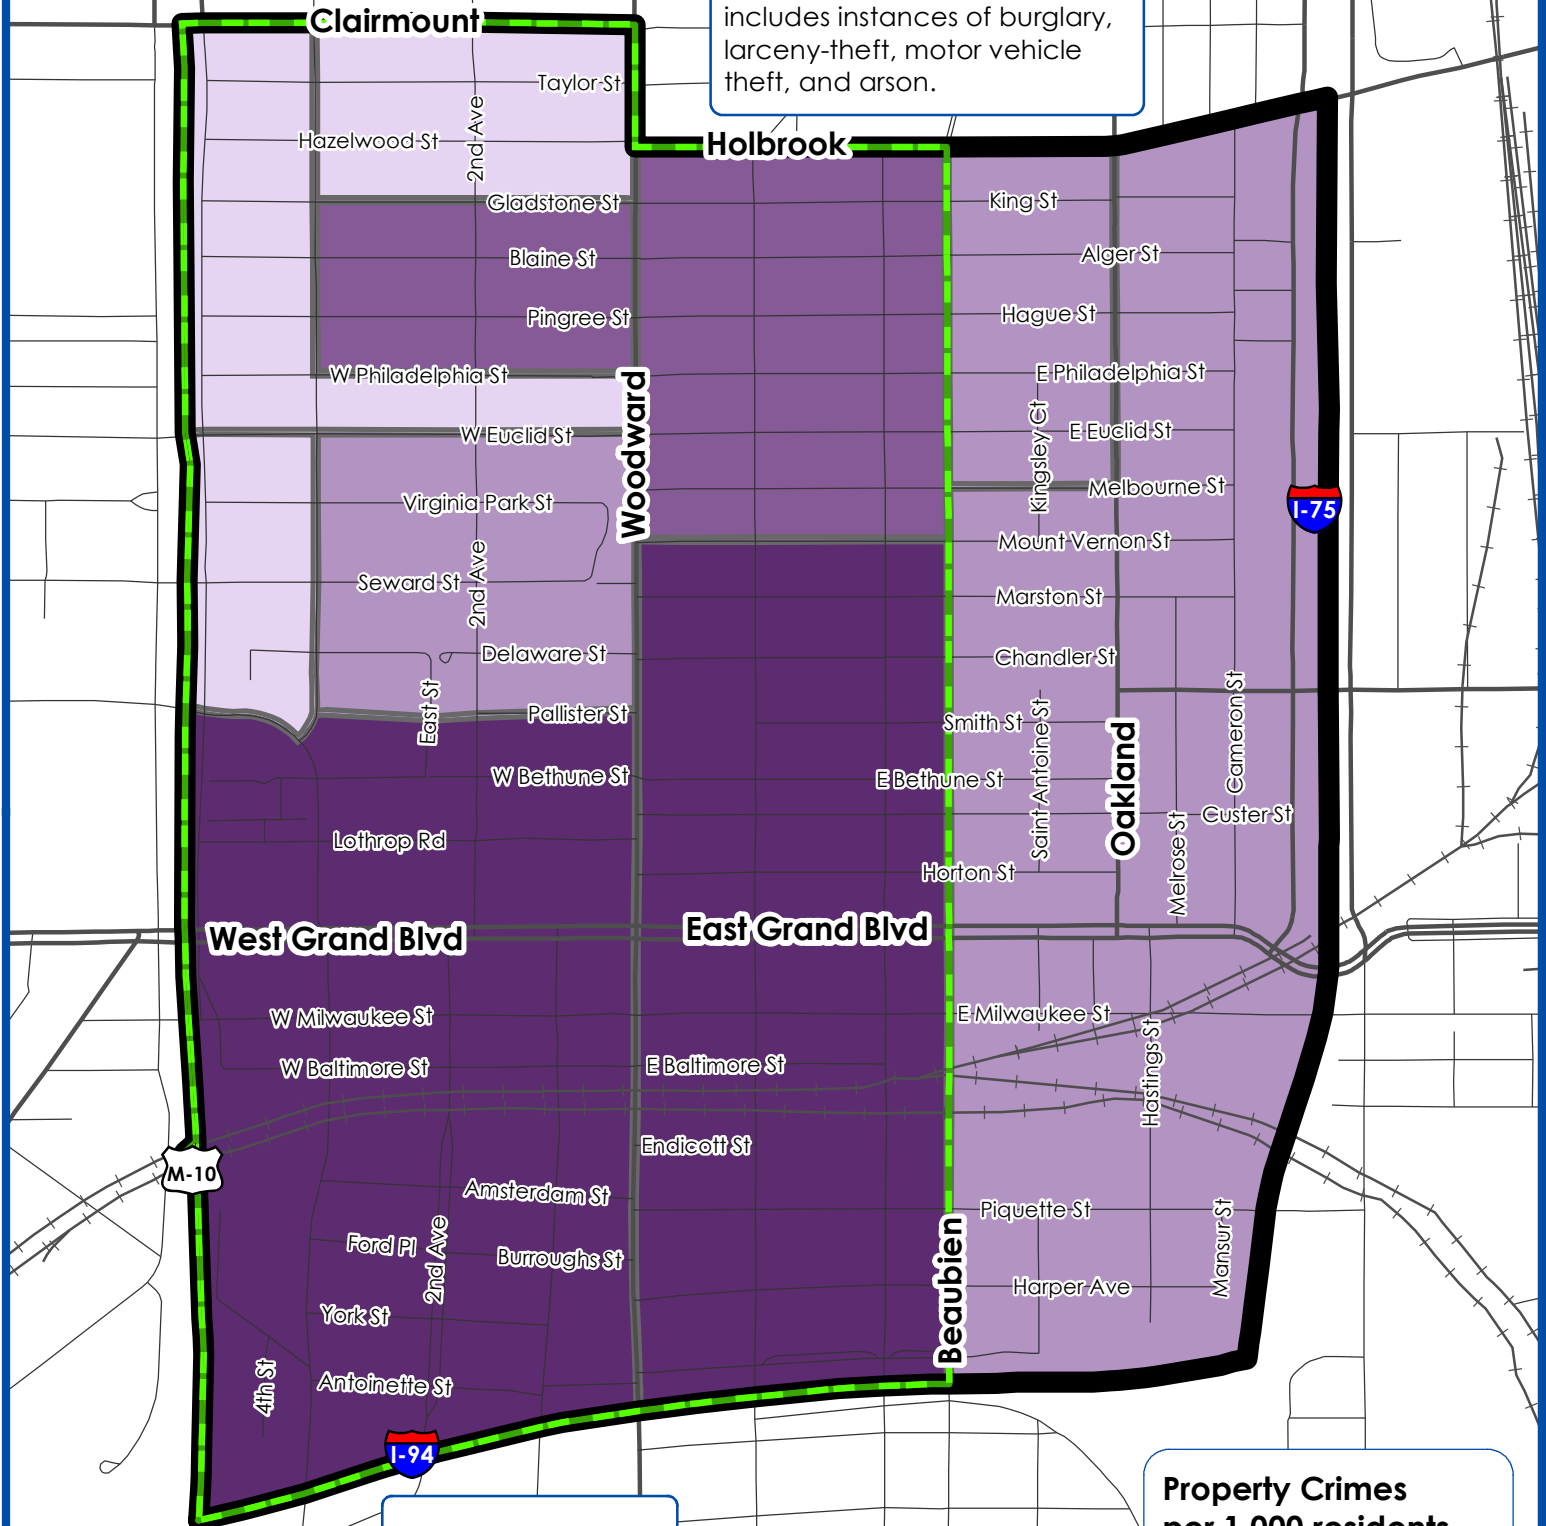 includes instances of burglary,
larceny-theft, motor vehicle
theft, and arson.
Clairmount
Taylor St
2nd Ave
Hazelwood St
Holbrook
Gladstone St
King St
Blaine St
Alger St
Pingree St
Hague St
W Philadelphia St
E Philadelphia St
Woodward
Kingsley Ct
W Euclid St
E Euclid St
Virginia Park St
Melbourne St
I-75
Mount Vernon St
2nd Ave
Seward St
Marston St
Delaware St
Chandler St
East St
Pallister St
Smith St
Saint Antoine St
Oakland
Cameron St
W Bethune St
E Bethune St
Custer St
Lothrop Rd
Melrose St
Horton St
West Grand Blvd
East Grand Blvd
W Milwaukee St
E Milwaukee St
W Baltimore St
E Baltimore St
Hastings St
Endicott St
M-10
Amsterdam St
Piquette St
Mansur St
Ford Pl
2nd Ave
Burroughs St
Beaubien
Harper Ave
York St
4th St
Antoinette St
I-94
Property Crimes
per 1,000 residents